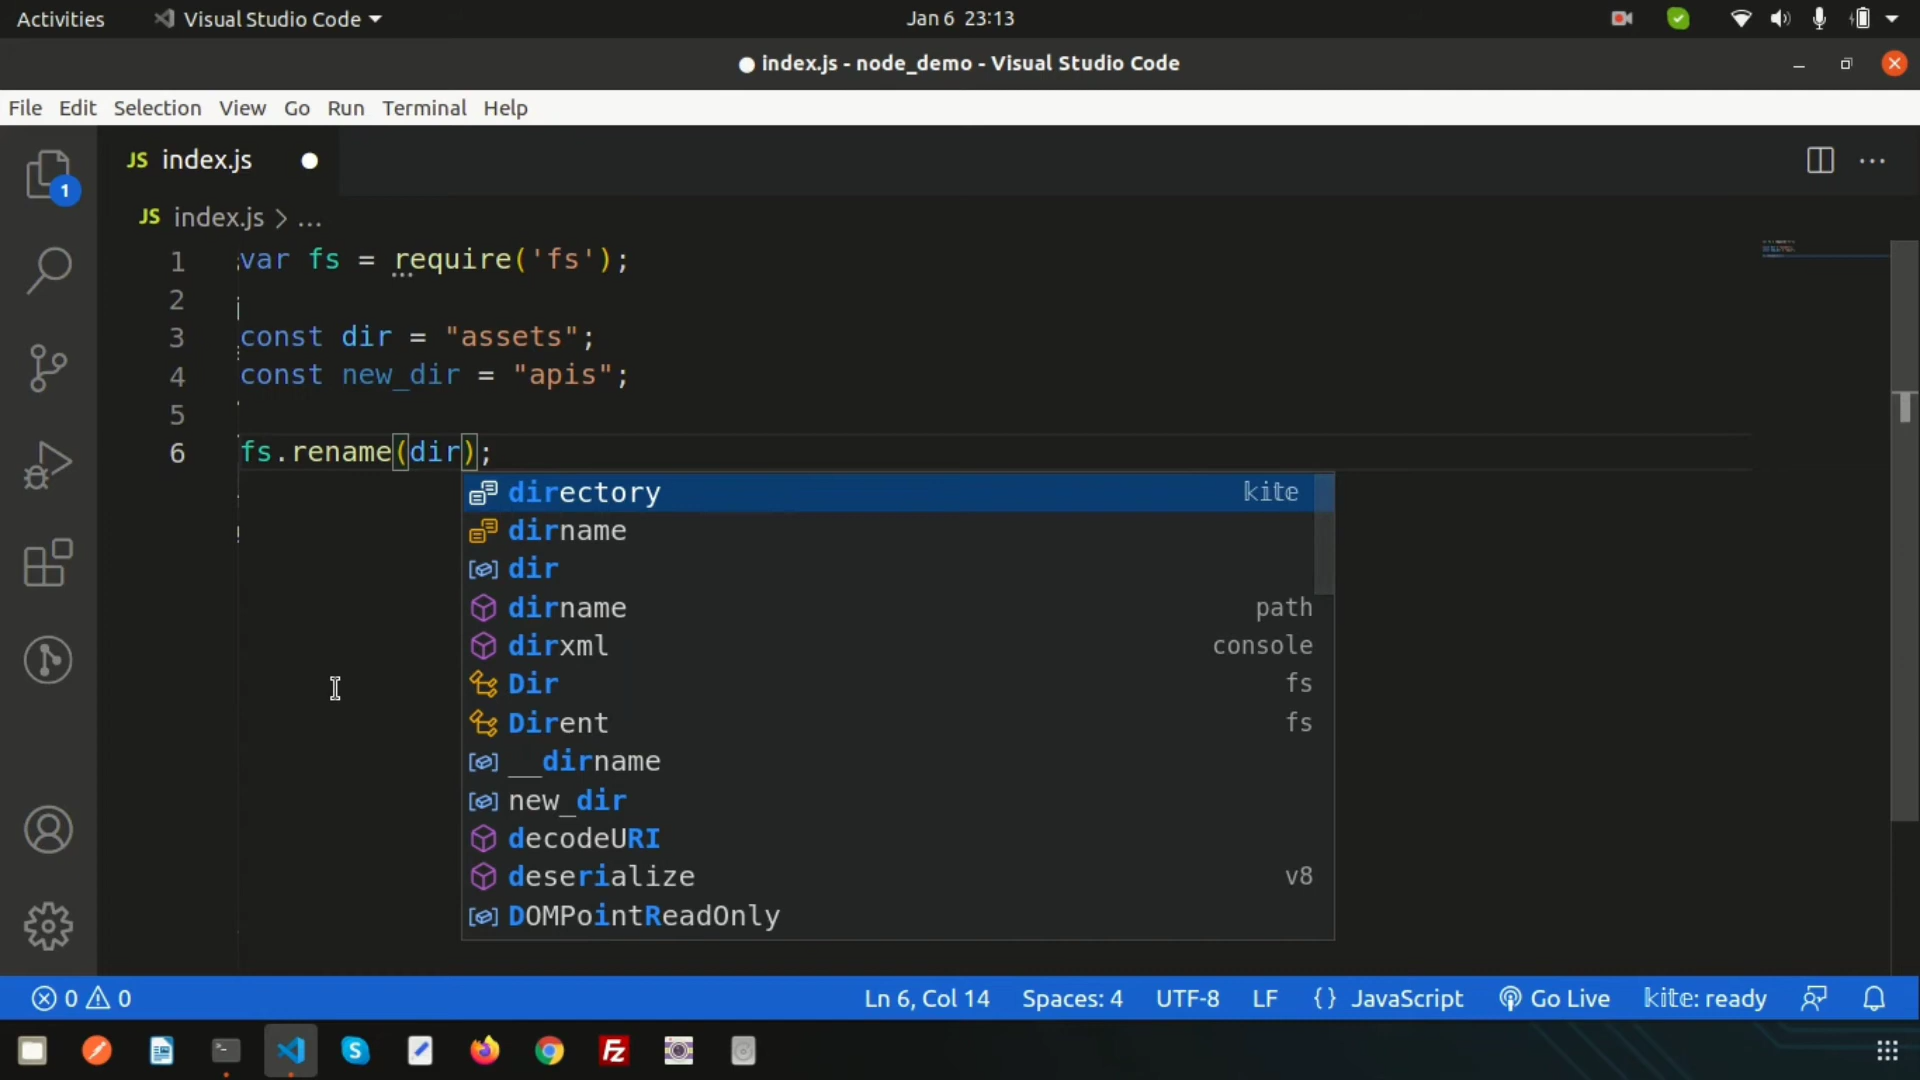 Activities Visual Studio Code Jan 6 23:13
index.js - node_demo - Visual Studio Code
File Edit Selection View Go Run Terminal Help
JS index.js
JS index.js > ...
1 var fs = require('fs');
2
3 const dir = "assets";
4 const new_dir = "apis";
5
6 fs.rename(dir);
directory kite
dirname
dir
dirname path
dirxml console
Dir fs
Dirent fs
__dirname
new_dir
decodeURI
deserialize v8
DOMPointReadOnly
1
0 0 Ln 6, Col 14 Spaces: 4 UTF-8 LF {} JavaScript Go Live kite: ready